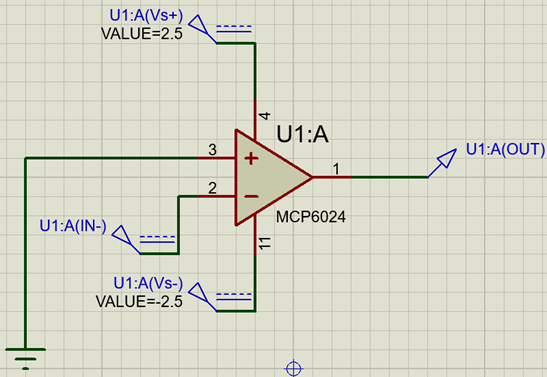 U1:A(Vs+)
VALUE=2.5
4
U1:A
3
1
U1:A(OUT)
2
MCP6024
U1:A(IN-)
11
U1:A(Vs-)
VALUE=-2.5